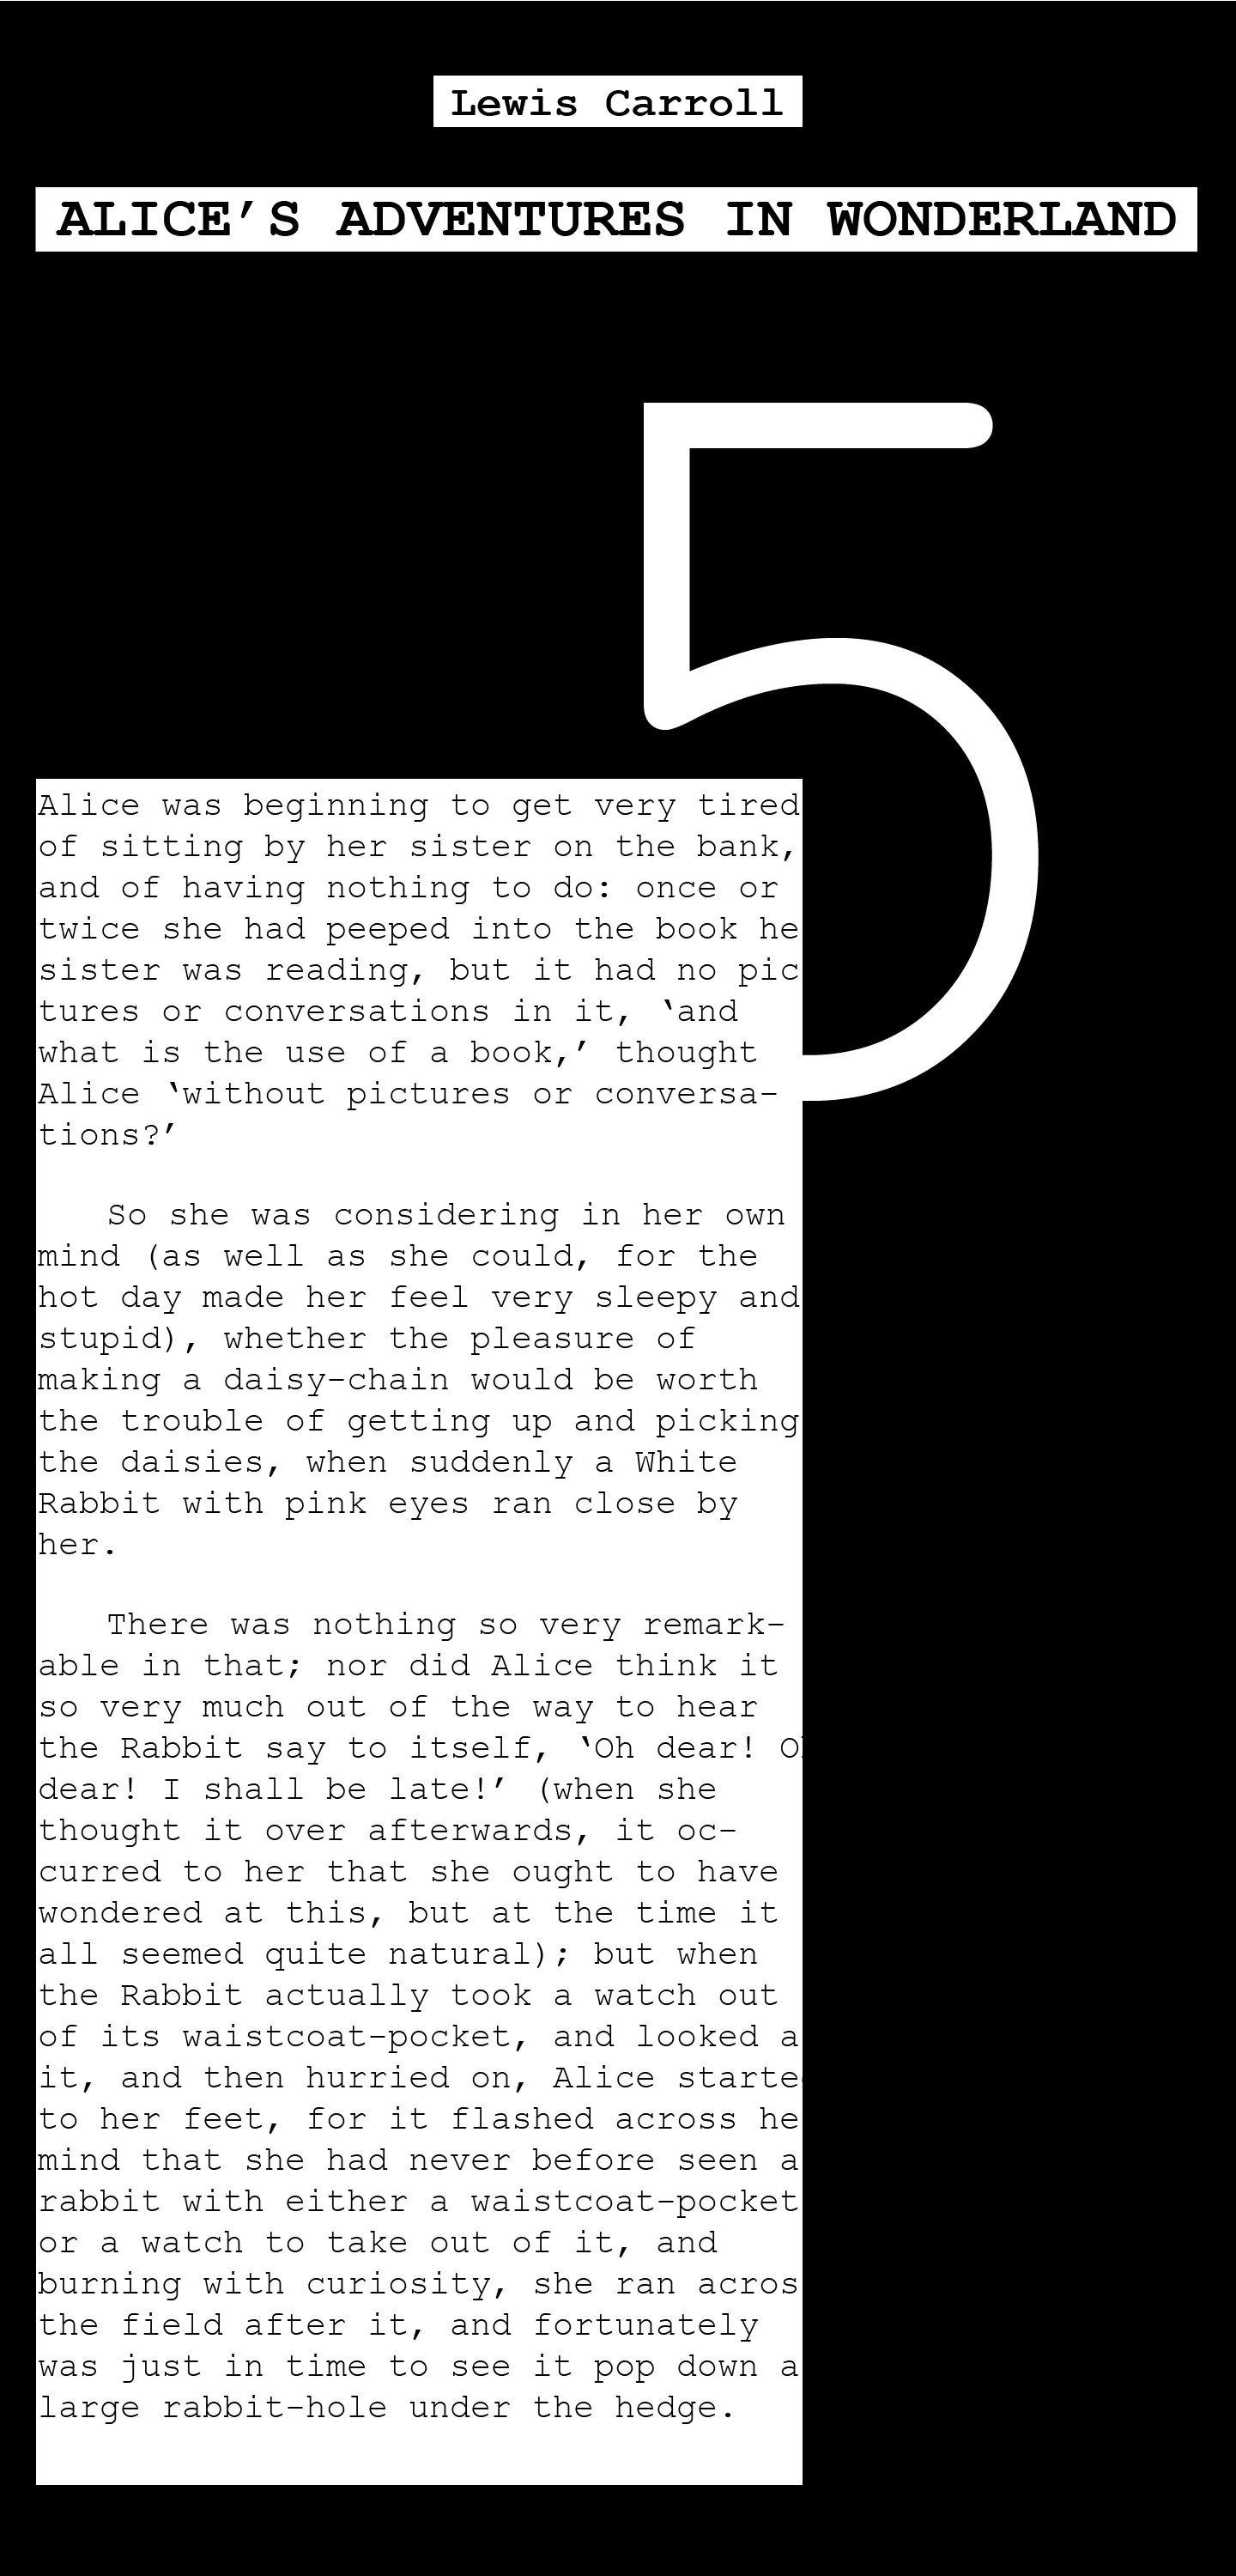 Lewis Carroll
ALICE’S ADVENTURES IN WONDERLAND
5
Alice was beginning to get very tired
of sitting by her sister on the bank,
and of having nothing to do: once or
twice she had peeped into the book he
sister was reading, but it had no pic
tures or conversations in it, ‘and
what is the use of a book,’ thought
Alice ‘without pictures or conversa-
tions?’
So she was considering in her own
mind (as well as she could, for the
hot day made her feel very sleepy and
stupid), whether the pleasure of
making a daisy-chain would be worth
the trouble of getting up and picking
the daisies, when suddenly a White
Rabbit with pink eyes ran close by
her.
There was nothing so very remark-
able in that; nor did Alice think it
so very much out of the way to hear
the Rabbit say to itself, ‘Oh dear! Oh
dear! I shall be late!’ (when she
thought it over afterwards, it oc-
curred to her that she ought to have
wondered at this, but at the time it
all seemed quite natural); but when
the Rabbit actually took a watch out
of its waistcoat-pocket, and looked a
it, and then hurried on, Alice started
to her feet, for it flashed across he
mind that she had never before seen a
rabbit with either a waistcoat-pocket
or a watch to take out of it, and
burning with curiosity, she ran acros
the field after it, and fortunately
was just in time to see it pop down a
large rabbit-hole under the hedge.